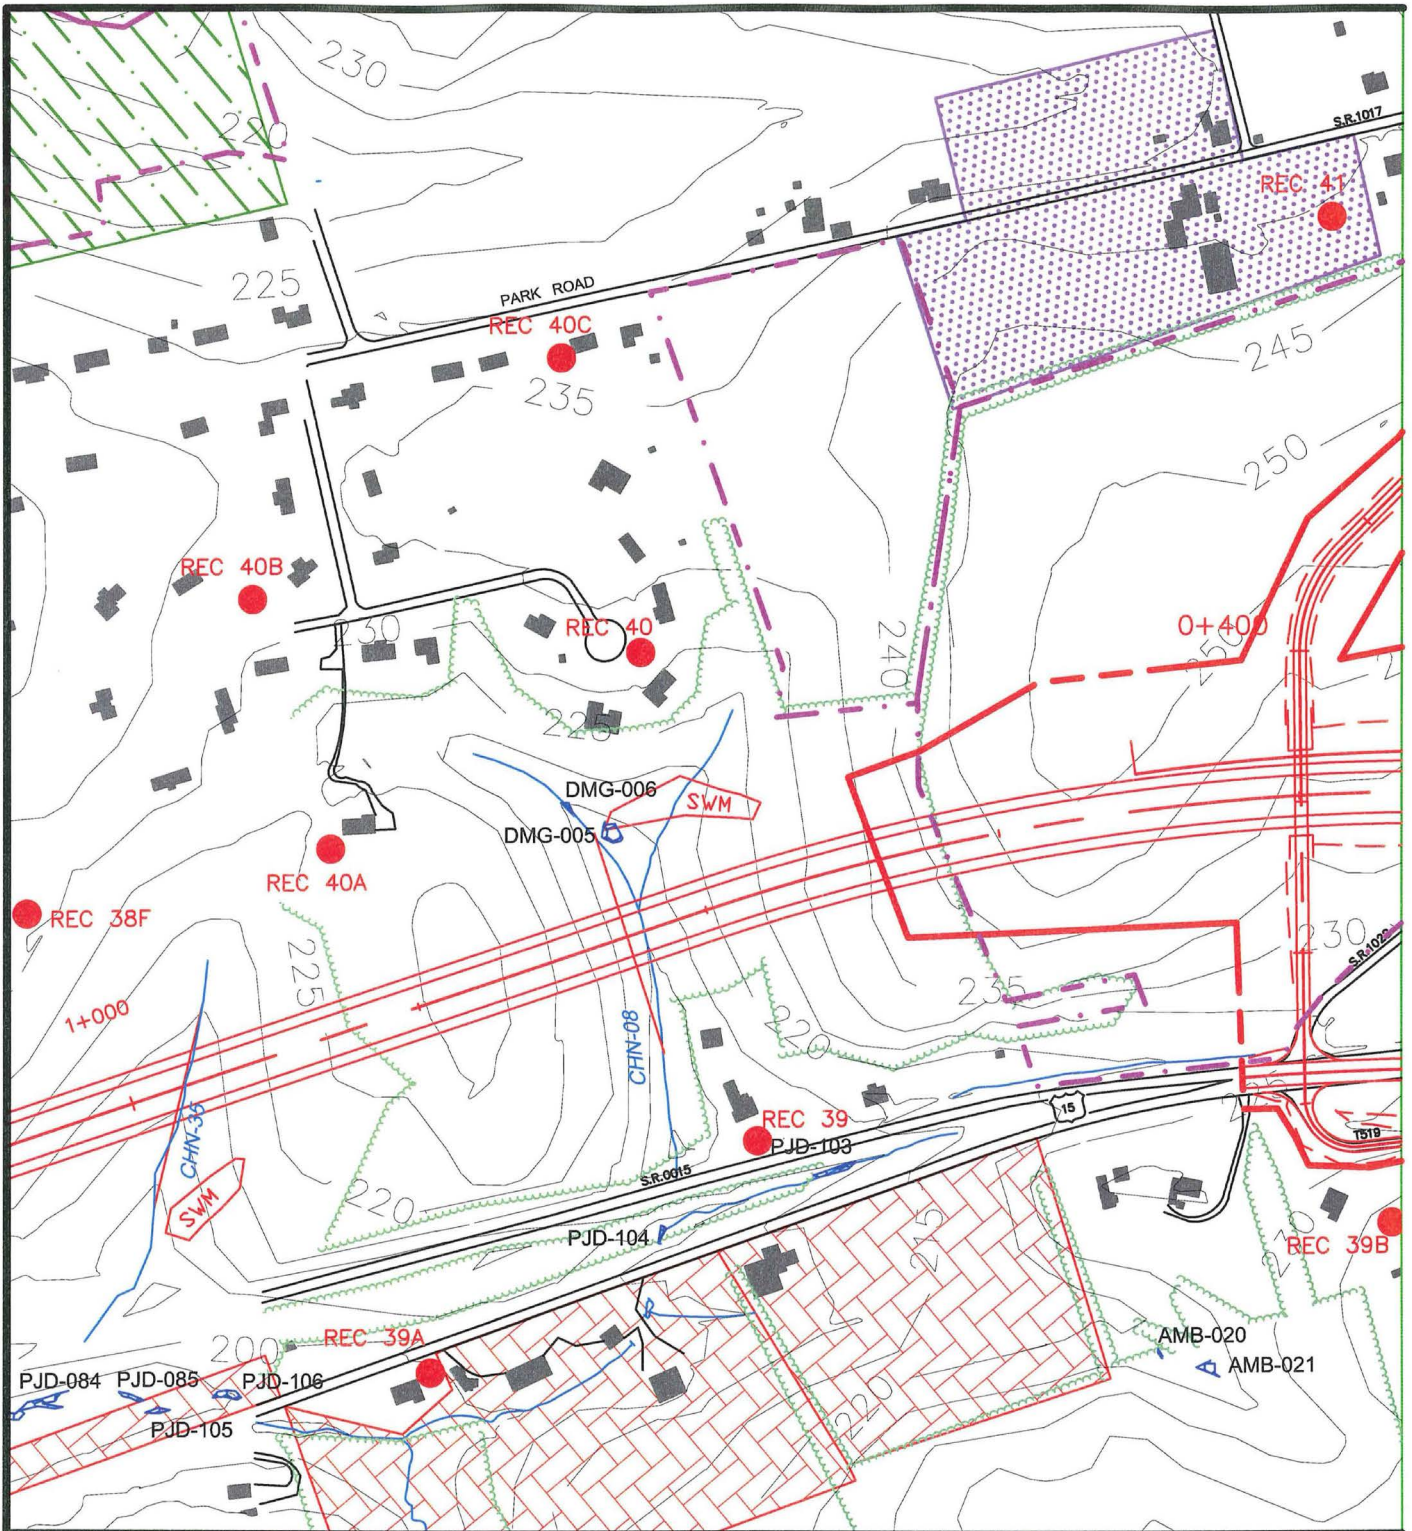 230
220
S.R.1017
REC 41
225
PARK ROAD
REC 40C
235
245
250
REC 40B
230
REC 40
240
0+400
250
225
DMG-006
SWM
DMG-005
REC 40A
REC 38F
225
1+000
235
230
220
CHN-08
CHN-35
15
REC 39
PJD-103
T519
S.R.0015
SWM
220
PJD-104
215
REC 39B
REC 39A
200
AMB-020
AMB-021
PJD-084
PJD-085
PJD-106
PJD-105
220